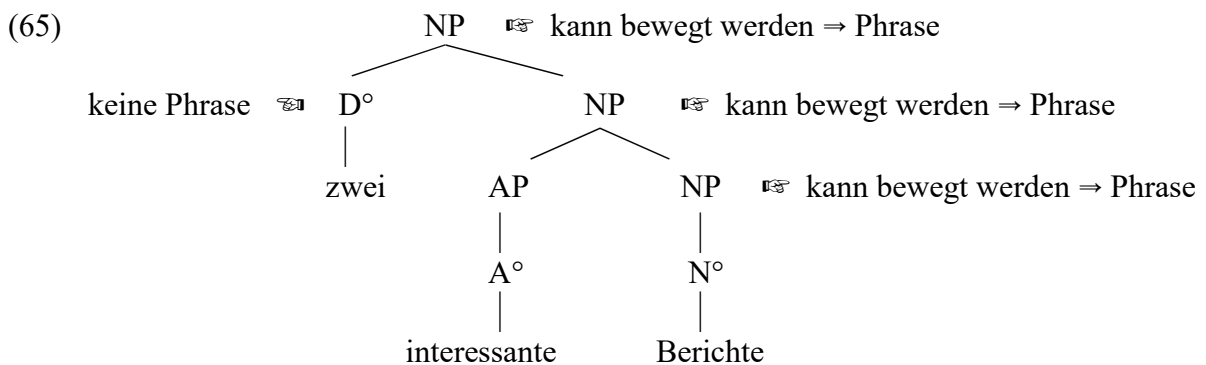 (65) NP ☞ kann bewegt werden ⇒ Phrase
keine Phrase ☜ D° NP ☞ kann bewegt werden ⇒ Phrase
zwei AP NP ☞ kann bewegt werden ⇒ Phrase
A° N°
interessante Berichte